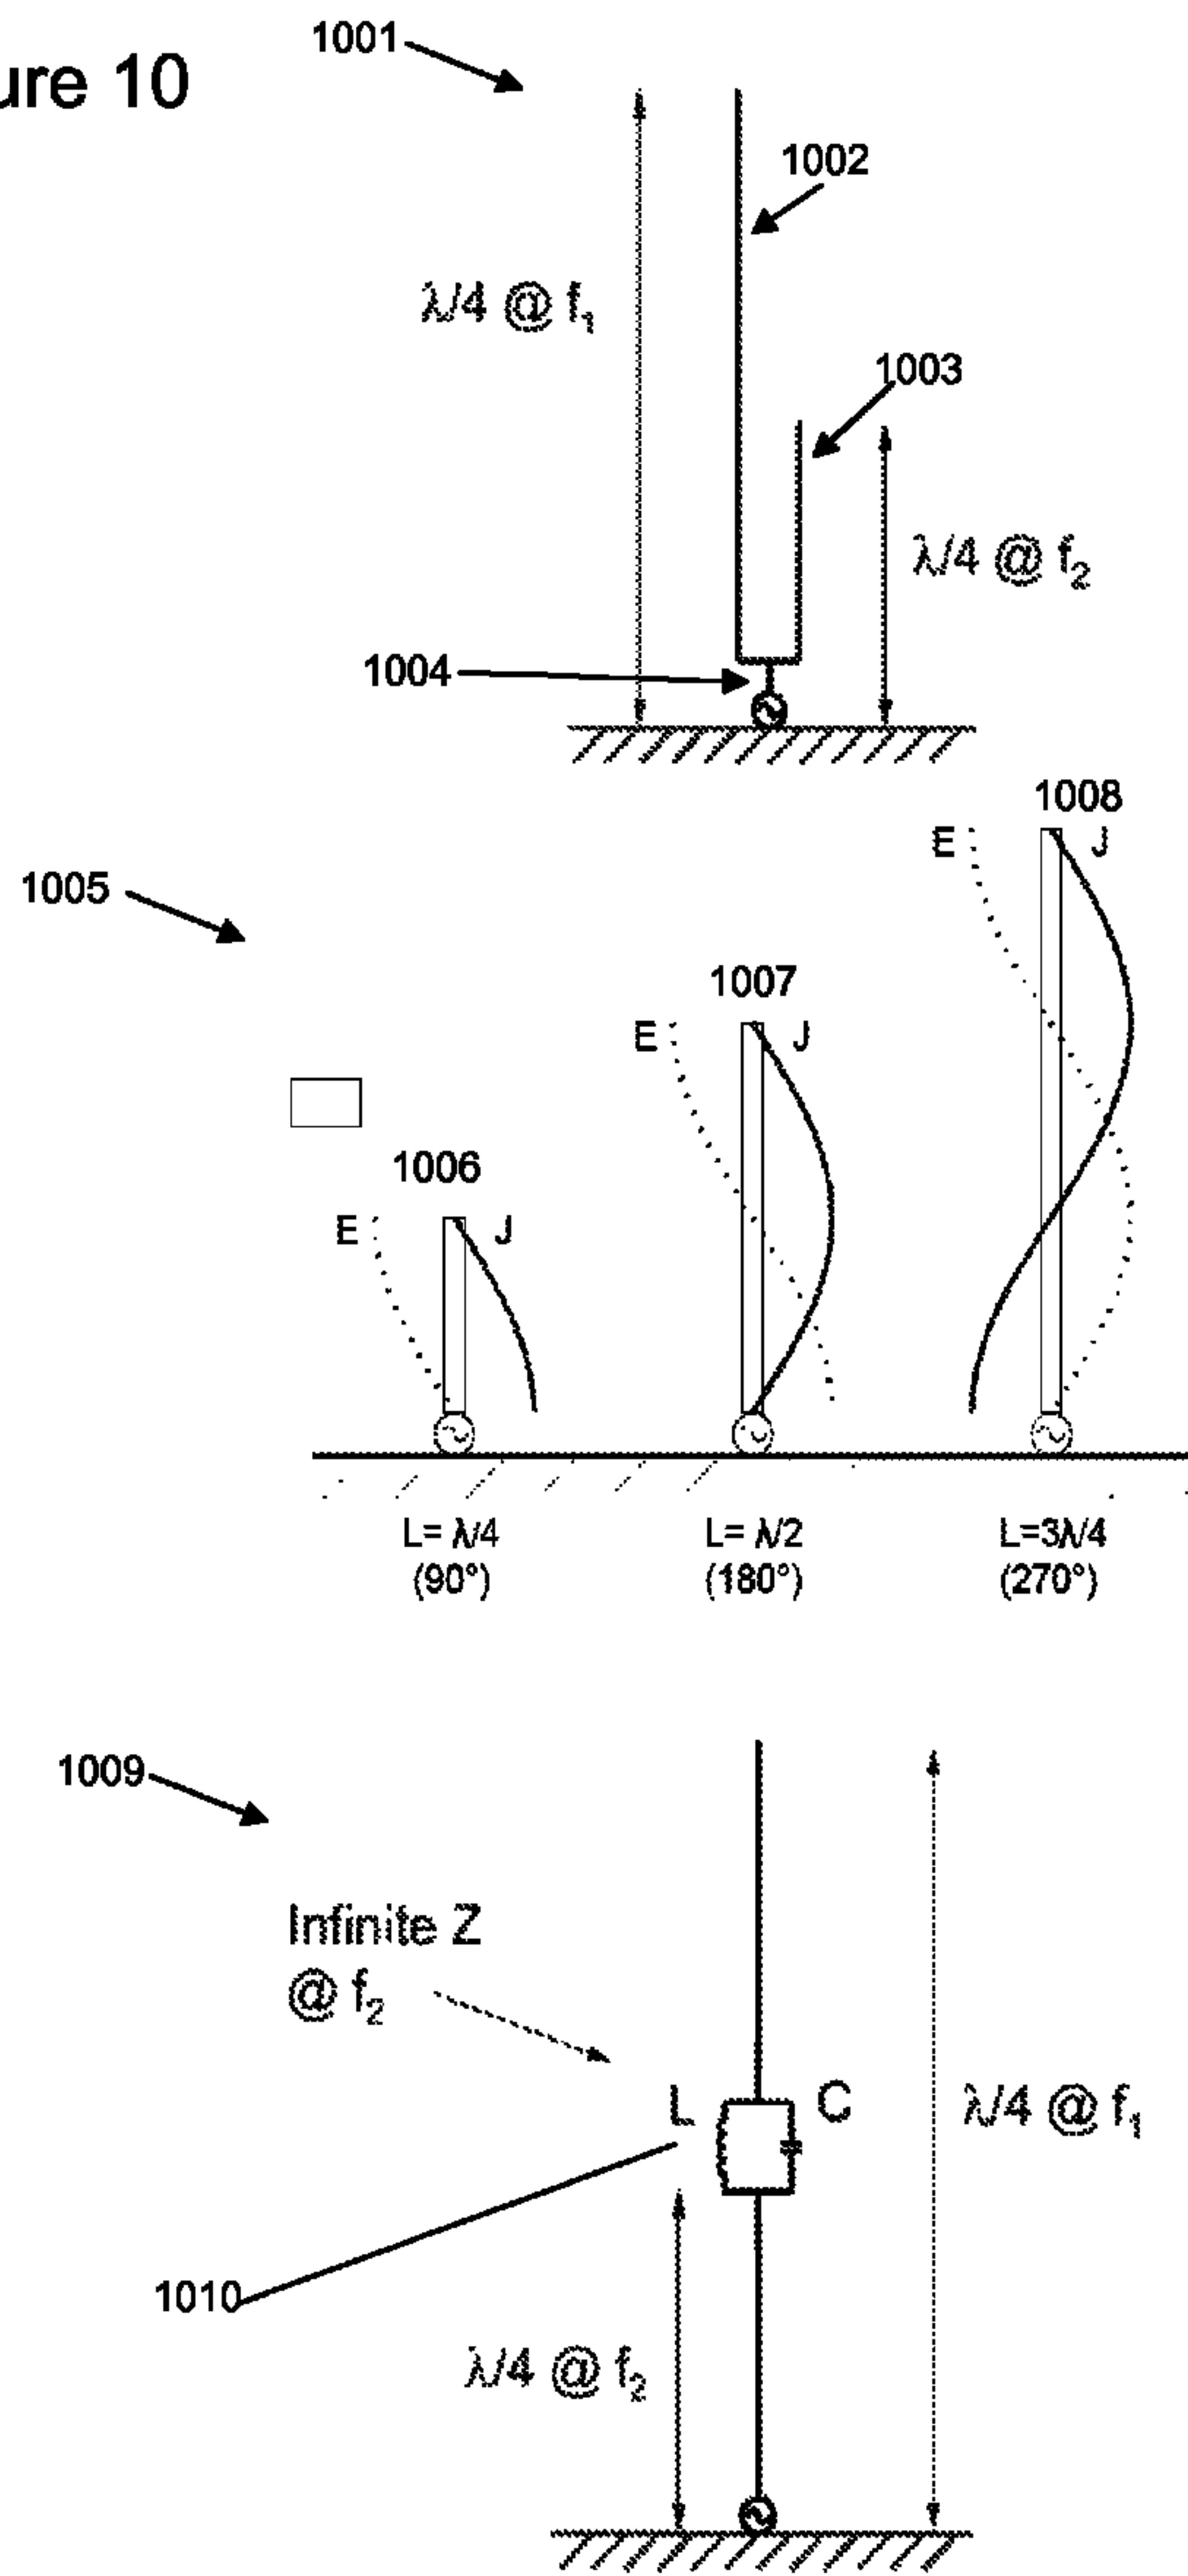 ure 10
1001
1002
λ/4 @ f₁
1003
λ/4 @ f₂
1004
1008
E J
1005
1007
E J
1006
E J
L= λ/4
(90°)
L= λ/2
(180°)
L=3λ/4
(270°)
1009
Infinite Z
@ f₂
L C
λ/4 @ f₁
1010
λ/4 @ f₂